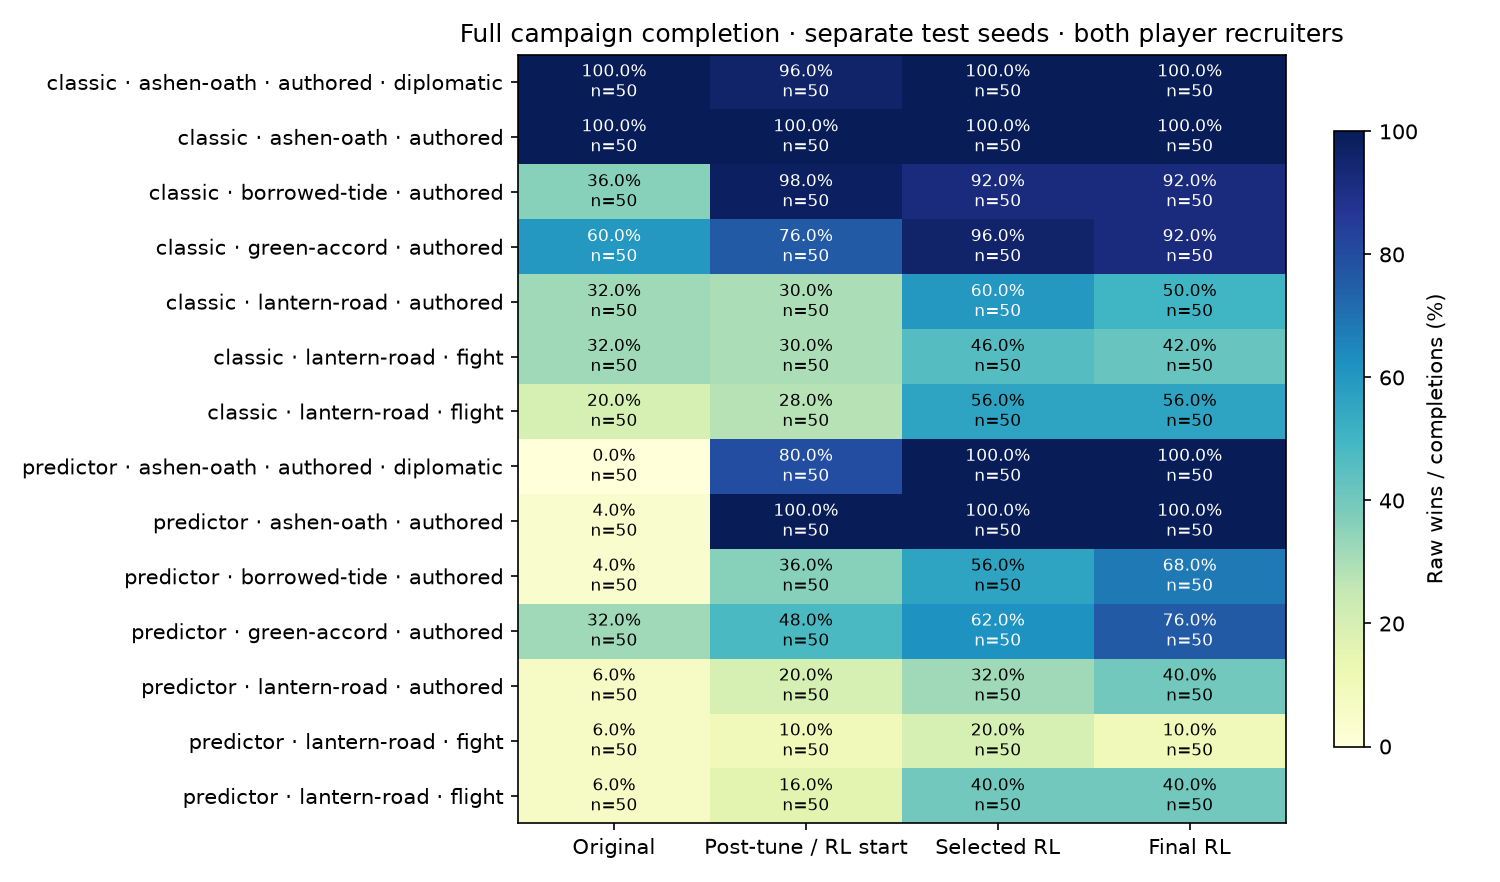 Full campaign completion · separate test seeds · both player recruiters
classic · ashen-oath · authored · diplomatic
100.0% 96.0% 100.0% 100.0%
n=50 n=50 n=50 n=50
classic · ashen-oath · authored
100.0% 100.0% 100.0% 100.0%
n=50 n=50 n=50 n=50
classic · borrowed-tide · authored
36.0% 98.0% 92.0% 92.0%
n=50 n=50 n=50 n=50
classic · green-accord · authored
60.0% 76.0% 96.0% 92.0%
n=50 n=50 n=50 n=50
classic · lantern-road · authored
32.0% 30.0% 60.0% 50.0%
n=50 n=50 n=50 n=50
classic · lantern-road · fight
32.0% 30.0% 46.0% 42.0%
n=50 n=50 n=50 n=50
classic · lantern-road · flight
20.0% 28.0% 56.0% 56.0%
n=50 n=50 n=50 n=50
predictor · ashen-oath · authored · diplomatic
0.0% 80.0% 100.0% 100.0%
n=50 n=50 n=50 n=50
predictor · ashen-oath · authored
4.0% 100.0% 100.0% 100.0%
n=50 n=50 n=50 n=50
predictor · borrowed-tide · authored
4.0% 36.0% 56.0% 68.0%
n=50 n=50 n=50 n=50
predictor · green-accord · authored
32.0% 48.0% 62.0% 76.0%
n=50 n=50 n=50 n=50
predictor · lantern-road · authored
6.0% 20.0% 32.0% 40.0%
n=50 n=50 n=50 n=50
predictor · lantern-road · fight
6.0% 10.0% 20.0% 10.0%
n=50 n=50 n=50 n=50
predictor · lantern-road · flight
6.0% 16.0% 40.0% 40.0%
n=50 n=50 n=50 n=50
Original Post-tune / RL start Selected RL Final RL
100
80
60
40
20
0
Raw wins / completions (%)